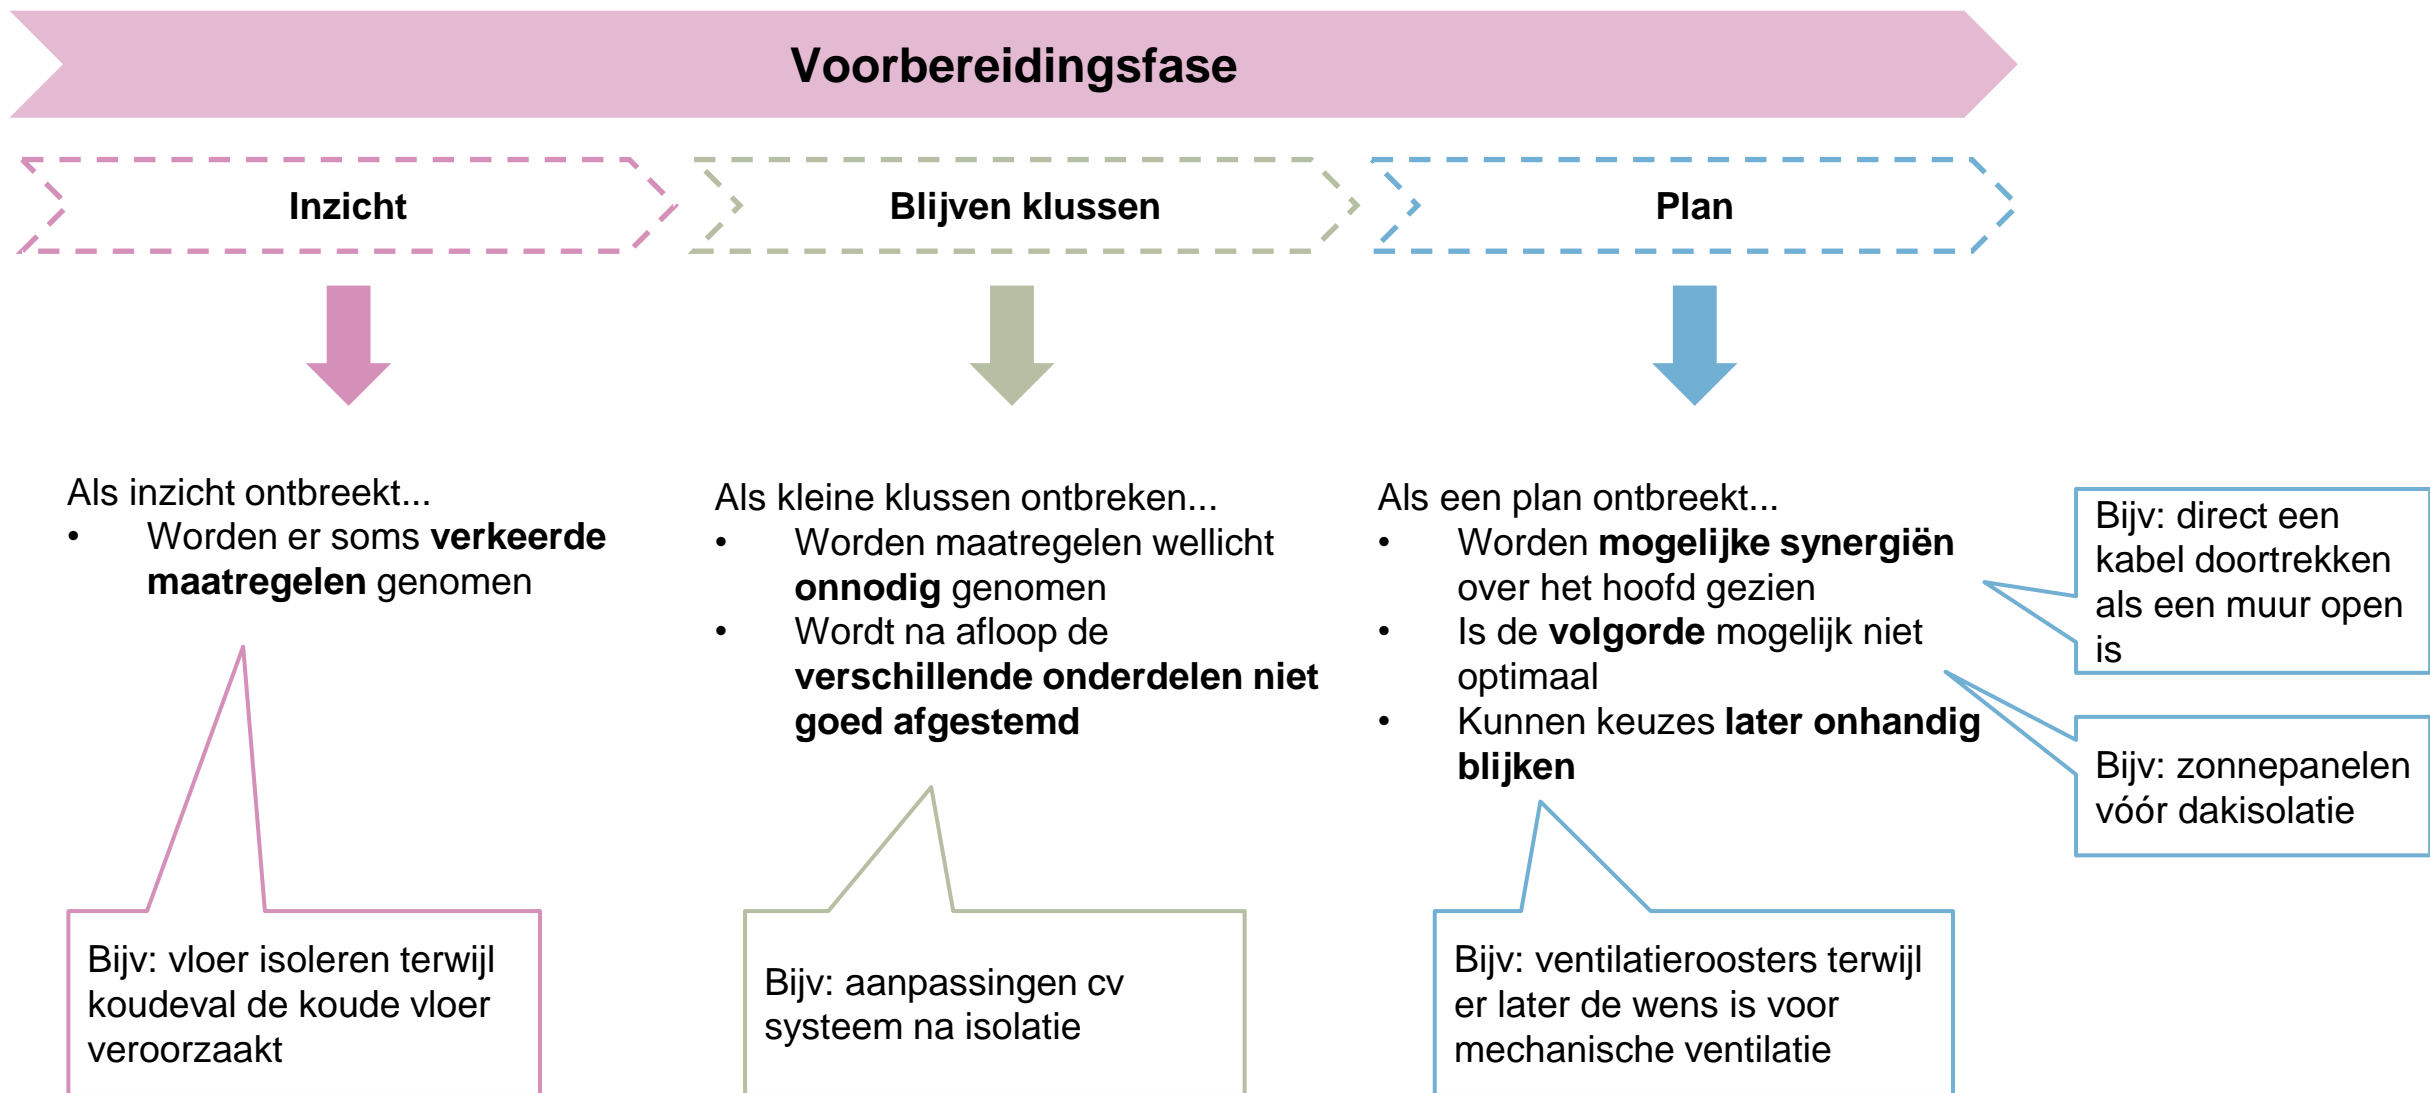 Voorbereidingsfase
Inzicht
Blijven klussen
Plan
Als inzicht ontbreekt...
• Worden er soms verkeerde
maatregelen genomen
Bijv: vloer isoleren terwijl
koudeval de koude vloer
veroorzaakt
Als kleine klussen ontbreken...
• Worden maatregelen wellicht
onnodig genomen
• Wordt na afloop de
verschillende onderdelen niet
goed afgestemd
Bijv: aanpassingen cv
systeem na isolatie
Als een plan ontbreekt...
• Worden mogelijke synergiën
over het hoofd gezien
• Is de volgorde mogelijk niet
optimaal
• Kunnen keuzes later onhandig
blijken
Bijv: direct een
kabel doortrekken
als een muur open
is
Bijv: zonnepanelen
vóór dakisolatie
Bijv: ventilatieroosters terwijl
er later de wens is voor
mechanische ventilatie